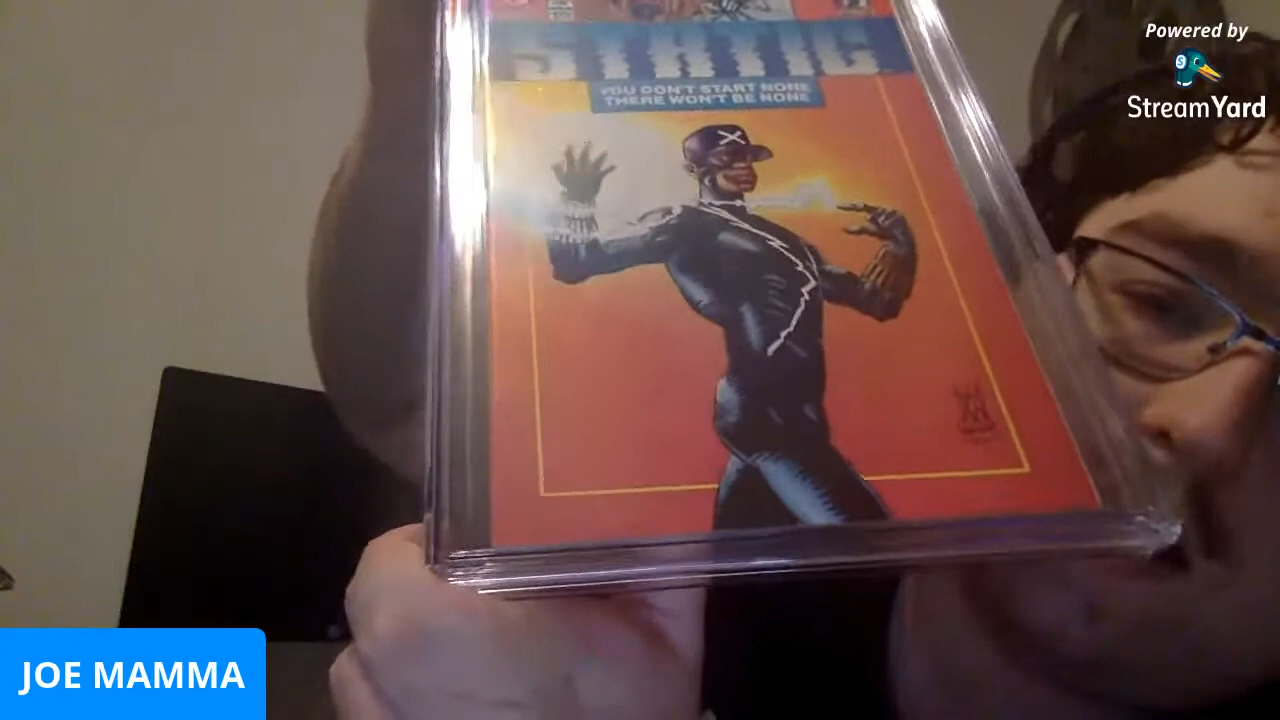 Powered by
StreamYard
STATIC
YOU DON'T START NONE
THERE WON'T BE NONE
X
JOE MAMMA